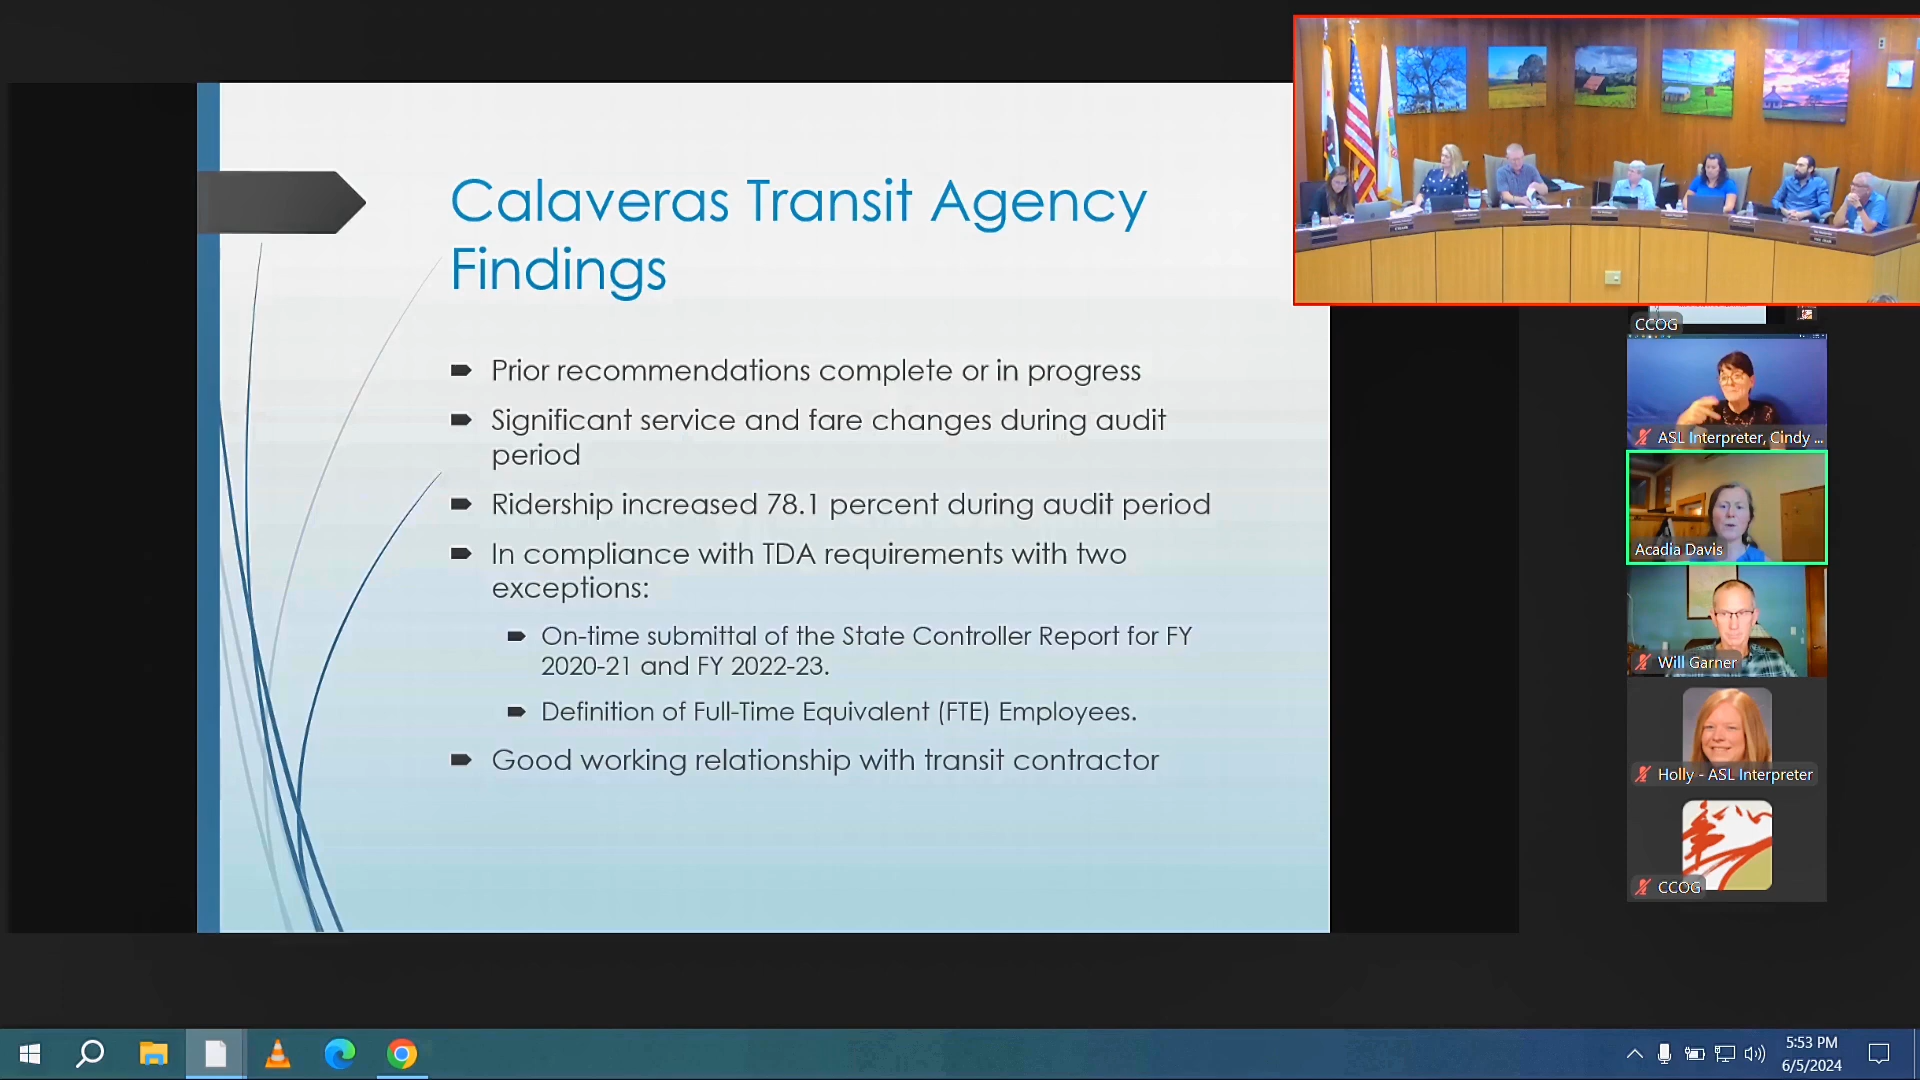 Calaveras Transit Agency
Findings
Prior recommendations complete or in progress
Significant service and fare changes during audit
period
Ridership increased 78.1 percent during audit period
In compliance with TDA requirements with two
exceptions:
On-time submittal of the State Controller Report for FY
2020-21 and FY 2022-23.
Definition of Full-Time Equivalent (FTE) Employees.
Good working relationship with transit contractor
CCOG
ASL Interpreter, Cindy ...
Acadia Davis
Will Garner
Holly - ASL Interpreter
CCOG
5:53 PM
6/5/2024